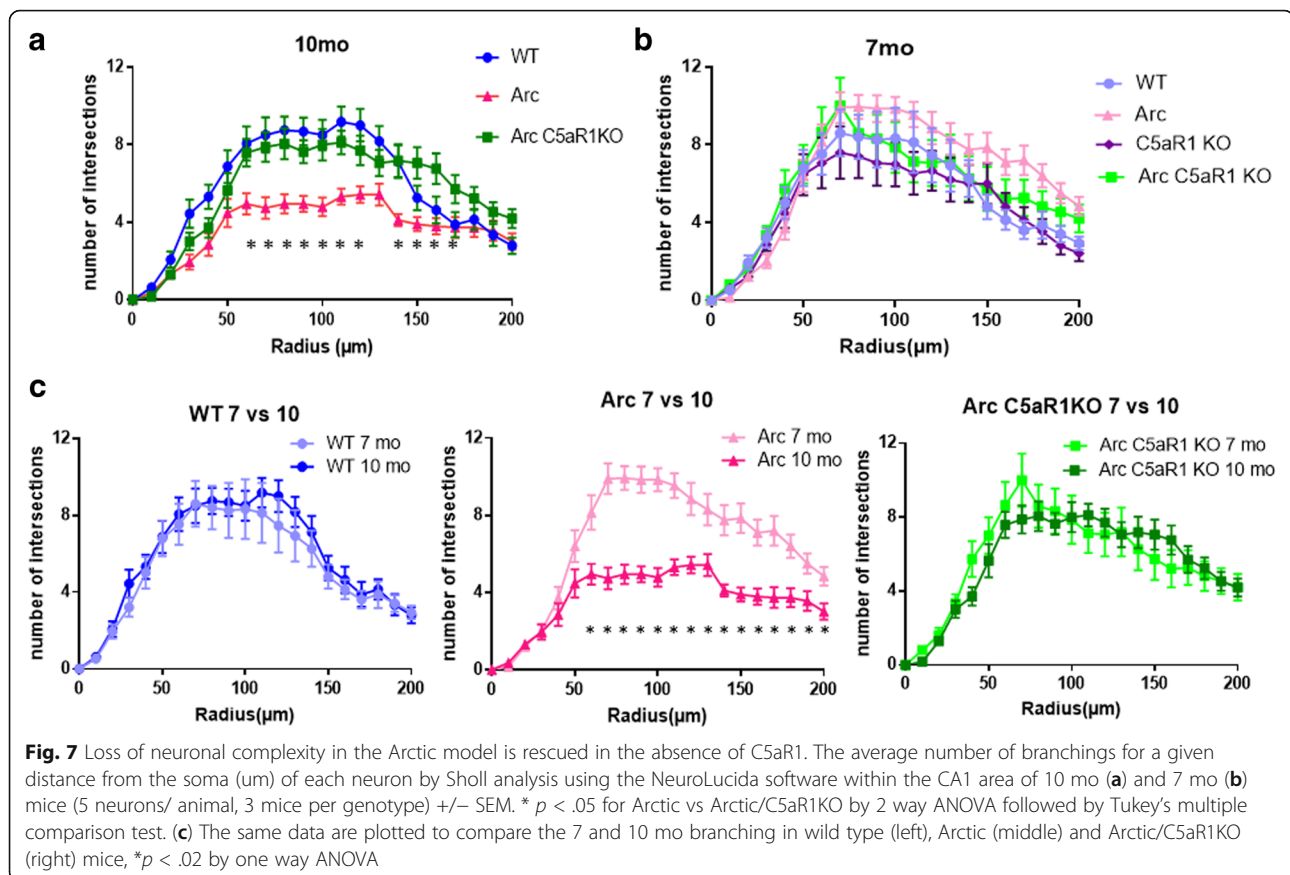 a
10mo
WT
Arc
Arc C5aR1KO
number of intersections
12
8
4
0
* * * * * * * * * * *
0 50 100 150 200
Radius (µm)
b
7mo
WT
Arc
C5aR1 KO
Arc C5aR1 KO
number of intersections
12
8
4
0
0 50 100 150 200
Radius(µm)
c
WT 7 vs 10
WT 7 mo
WT 10 mo
number of intersections
12
8
4
0
0 50 100 150 200
Radius(µm)
Arc 7 vs 10
Arc 7 mo
Arc 10 mo
number of intersections
12
8
4
0
* * * * * * * * * * * * * * *
0 50 100 150 200
Radius(µm)
Arc C5aR1KO 7 vs 10
Arc C5aR1 KO 7 mo
Arc C5aR1 KO 10 mo
number of intersections
12
8
4
0
0 50 100 150 200
Radius(µm)
Fig. 7 Loss of neuronal complexity in the Arctic model is rescued in the absence of C5aR1. The average number of branchings for a given
distance from the soma (um) of each neuron by Sholl analysis using the NeuroLucida software within the CA1 area of 10 mo (a) and 7 mo (b)
mice (5 neurons/ animal, 3 mice per genotype) +/− SEM. * p < .05 for Arctic vs Arctic/C5aR1KO by 2 way ANOVA followed by Tukey's multiple
comparison test. (c) The same data are plotted to compare the 7 and 10 mo branching in wild type (left), Arctic (middle) and Arctic/C5aR1KO
(right) mice, *p < .02 by one way ANOVA